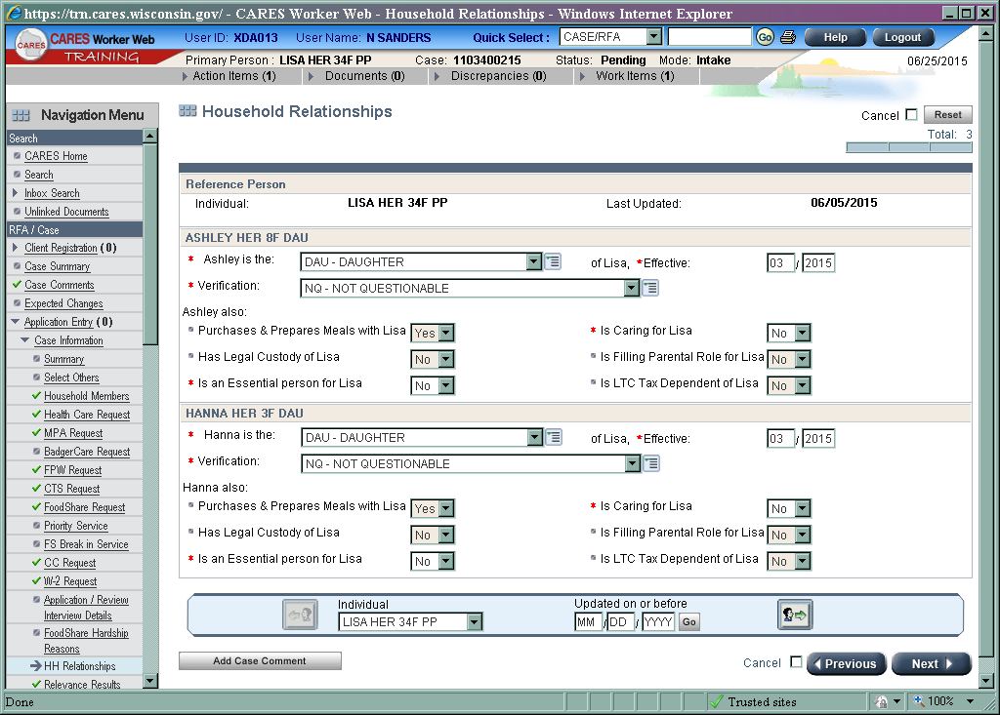 https://trn.cares.wisconsin.gov/ - CARES Worker Web - Household Relationships - Windows Internet Explorer
CARES CARES Worker Web
TRAINING
User ID: XDA013 User Name: N SANDERS Quick Select : CASE/RFA Go Help Logout
Primary Person : LISA HER 34F PP Case: 1103400215 Status: Pending Mode: Intake 06/25/2015
Action Items (1) Documents (0) Discrepancies (0) Work Items (1)
Navigation Menu
Search
CARES Home
Search
Inbox Search
Unlinked Documents
RFA / Case
Client Registration (0)
Case Summary
Case Comments
Expected Changes
Application Entry (0)
Case Information
Summary
Select Others
Household Members
Health Care Request
MPA Request
BadgerCare Request
FPW Request
CTS Request
FoodShare Request
Priority Service
FS Break in Service
CC Request
W-2 Request
Application / Review
Interview Details
FoodShare Hardship
Reasons
HH Relationships
Relevance Results
Household Relationships
Cancel Reset
Total: 3
Reference Person
Individual: LISA HER 34F PP Last Updated: 06/05/2015
ASHLEY HER 8F DAU
* Ashley is the: DAU - DAUGHTER of Lisa, *Effective: 03 / 2015
* Verification: NQ - NOT QUESTIONABLE
Ashley also:
Purchases & Prepares Meals with Lisa Yes * Is Caring for Lisa No
Has Legal Custody of Lisa No Is Filling Parental Role for Lisa No
* Is an Essential person for Lisa No Is LTC Tax Dependent of Lisa No
HANNA HER 3F DAU
* Hanna is the: DAU - DAUGHTER of Lisa, *Effective: 03 / 2015
* Verification: NQ - NOT QUESTIONABLE
Hanna also:
Purchases & Prepares Meals with Lisa Yes * Is Caring for Lisa No
Has Legal Custody of Lisa No Is Filling Parental Role for Lisa No
* Is an Essential person for Lisa No Is LTC Tax Dependent of Lisa No
Individual Updated on or before
LISA HER 34F PP MM / DD / YYYY Go
Add Case Comment Cancel Previous Next
Done Trusted sites 100%